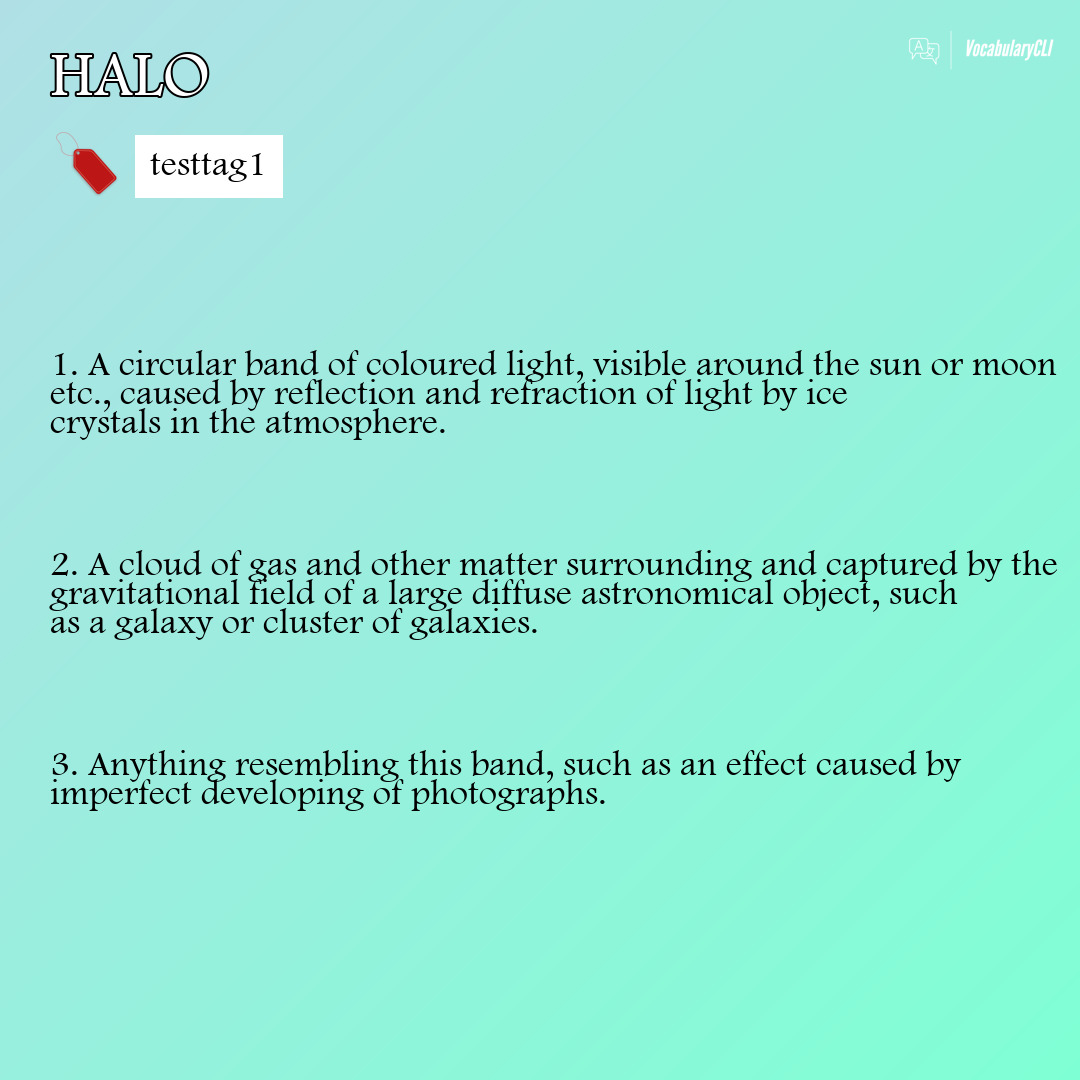 HALO
VocabularyCLI
testtag1
1. A circular band of coloured light, visible around the sun or moon
etc., caused by reflection and refraction of light by ice
crystals in the atmosphere.
2. A cloud of gas and other matter surrounding and captured by the
gravitational field of a large diffuse astronomical object, such
as a galaxy or cluster of galaxies.
3. Anything resembling this band, such as an effect caused by
imperfect developing of photographs.